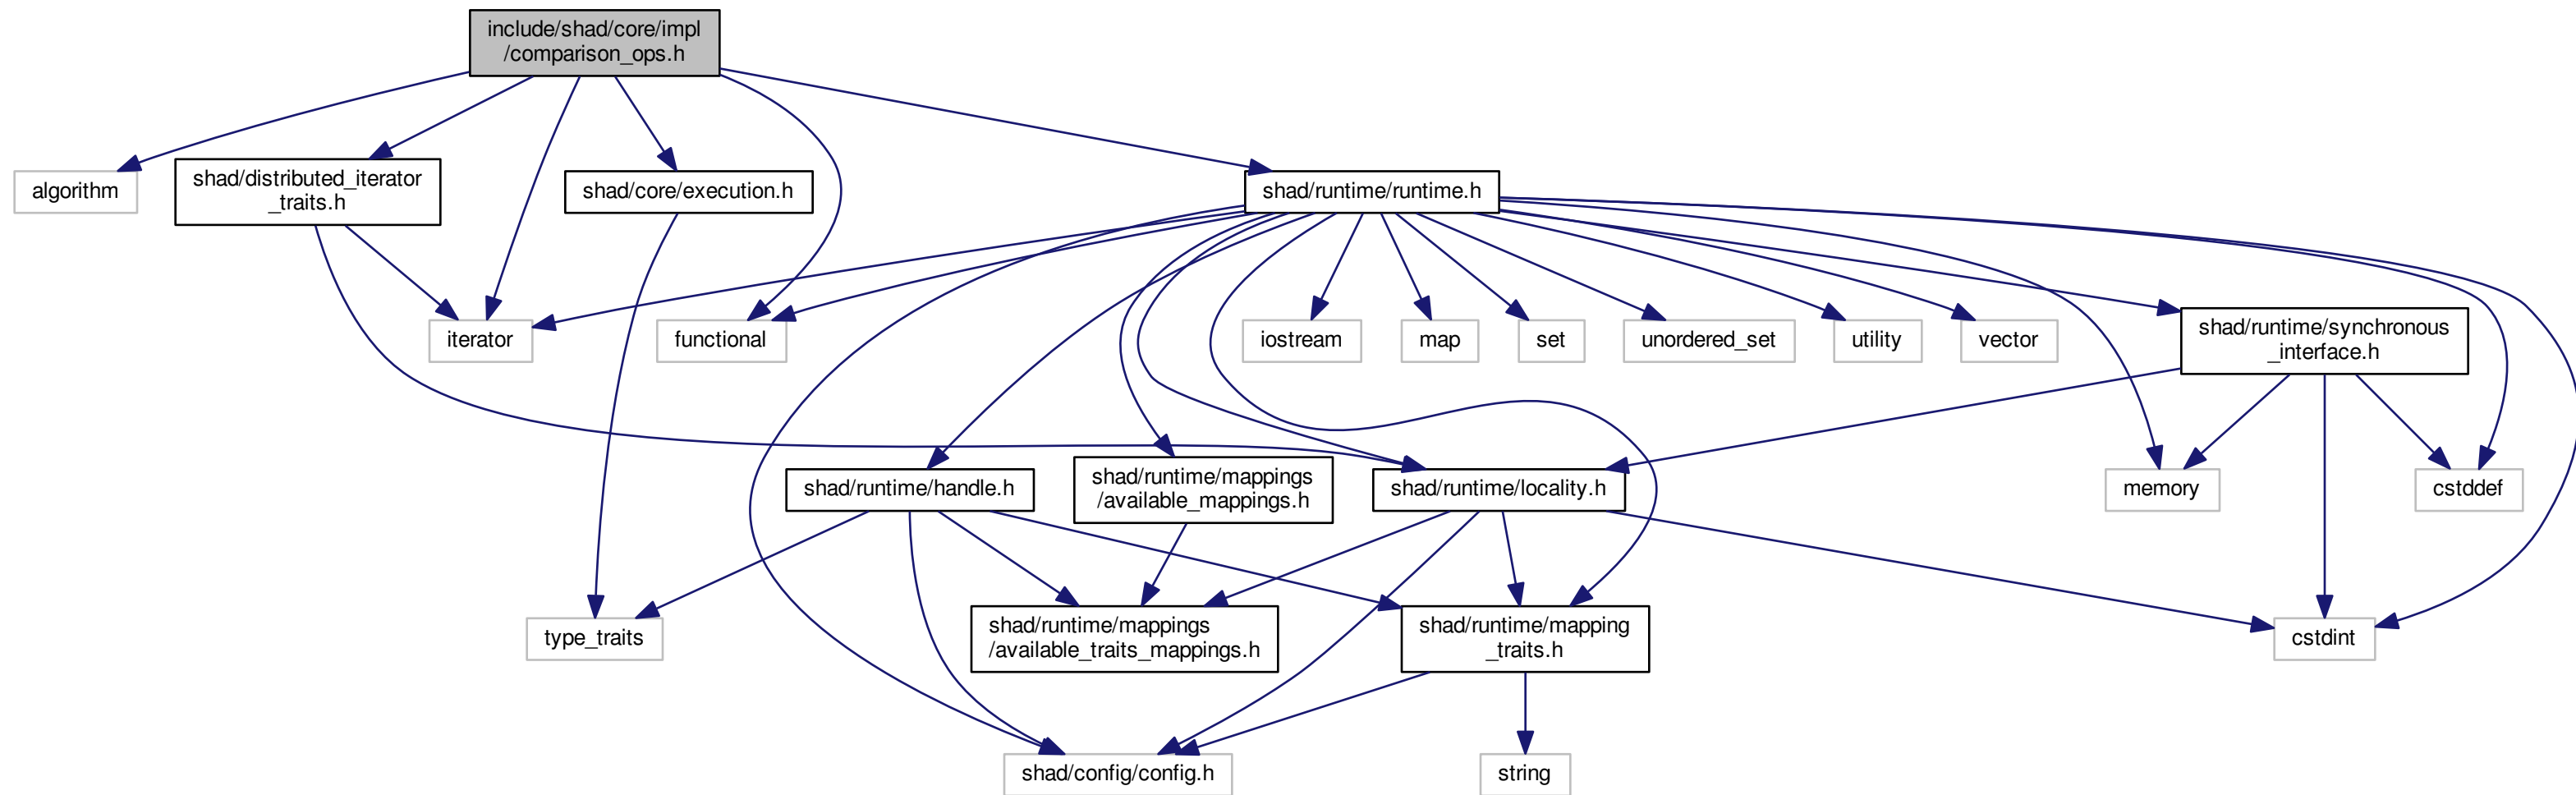 include/shad/core/impl
/comparison_ops.h
algorithm
shad/distributed_iterator
_traits.h
shad/core/execution.h
shad/runtime/runtime.h
iterator
functional
iostream
map
set
unordered_set
utility
vector
shad/runtime/synchronous
_interface.h
shad/runtime/handle.h
shad/runtime/mappings
/available_mappings.h
shad/runtime/locality.h
memory
cstddef
type_traits
shad/runtime/mappings
/available_traits_mappings.h
shad/runtime/mapping
_traits.h
cstdint
shad/config/config.h
string